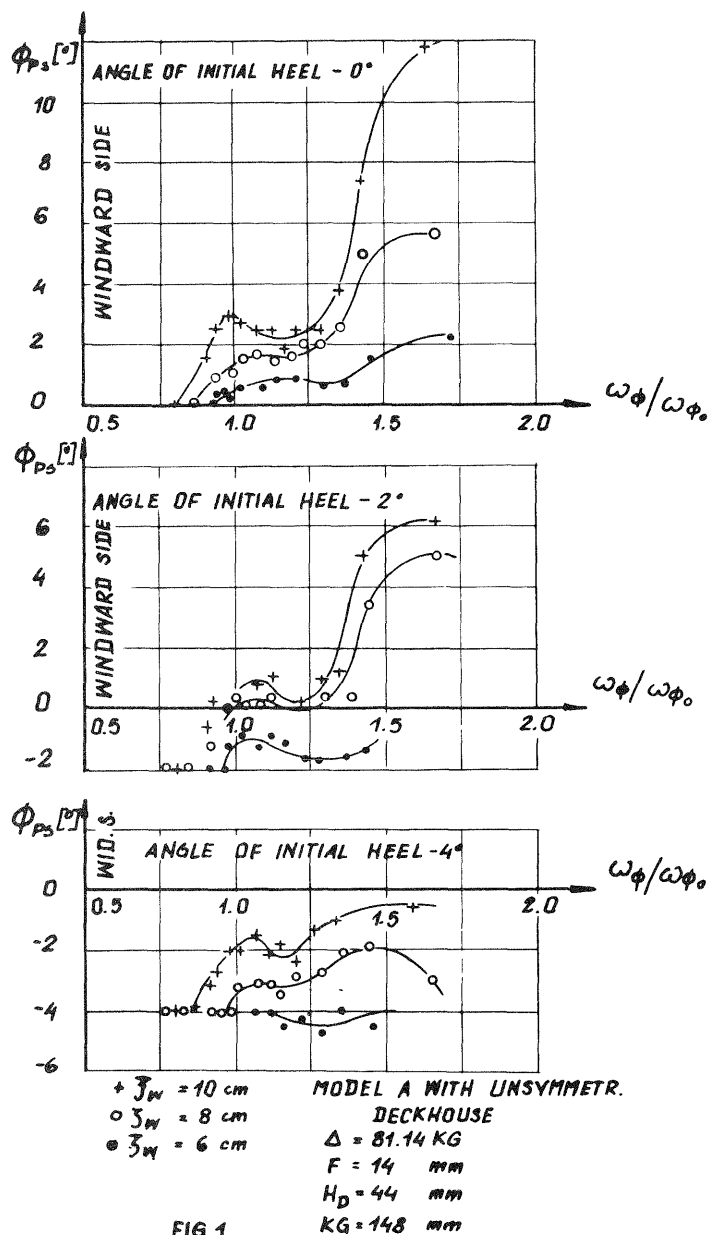 ϕPS [°]
ANGLE OF INITIAL HEEL - 0°
WINDWARD SIDE
10
8
6
4
2
0
0.5 1.0 1.5 2.0
ωϕ/ωϕ₀
ϕPS [°]
ANGLE OF INITIAL HEEL - 2°
WINDWARD SIDE
6
4
2
0
-2
0.5 1.0 1.5 2.0
ωϕ/ωϕ₀
ϕPS [°]
WID. S.
ANGLE OF INITIAL HEEL -4°
0
-2
-4
-6
0.5 1.0 1.5 2.0
ωϕ/ωϕ₀
+ ζw = 10 cm
o ζw = 8 cm
● ζw = 6 cm
MODEL A WITH UNSYMMETR.
DECKHOUSE
Δ = 81.14 KG
F = 14 mm
HD = 44 mm
KG = 148 mm
FIG 1